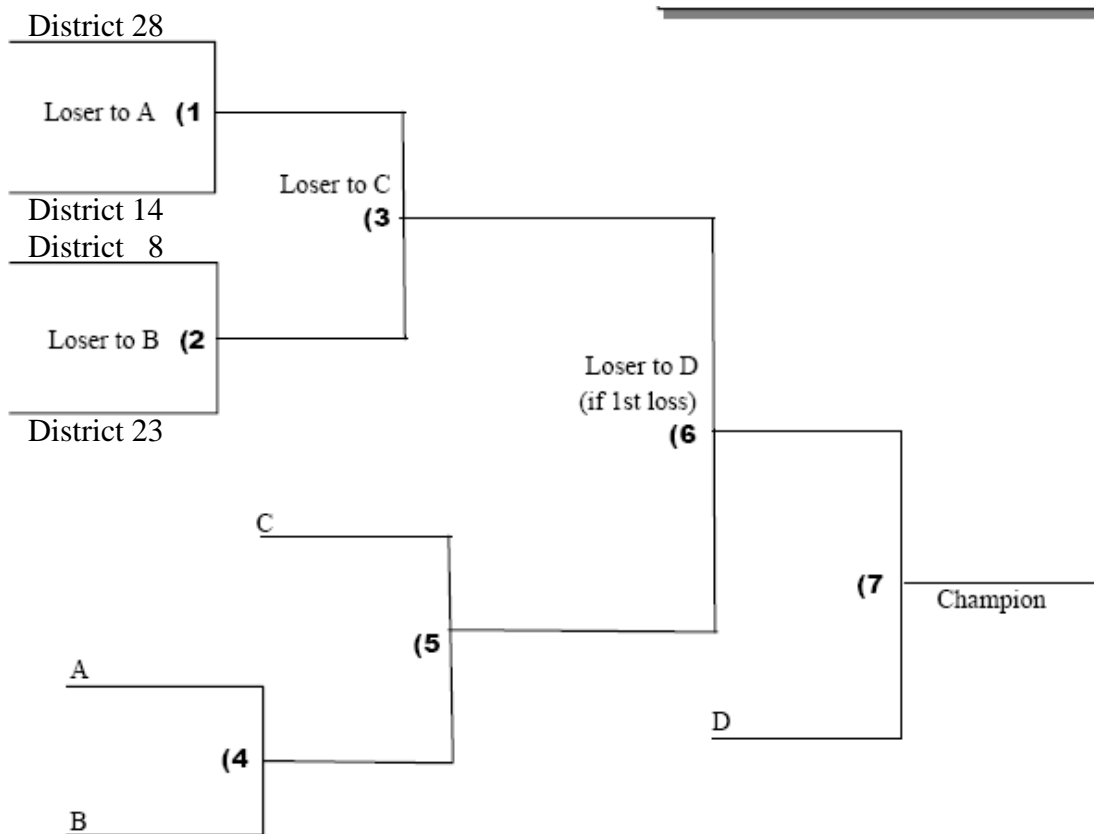 District 28
Loser to A (1
District 14
Loser to C
(3
District 8
Loser to B (2
District 23
Loser to D
(if 1st loss)
(6
C
(5
(7
Champion
A
(4
B
D